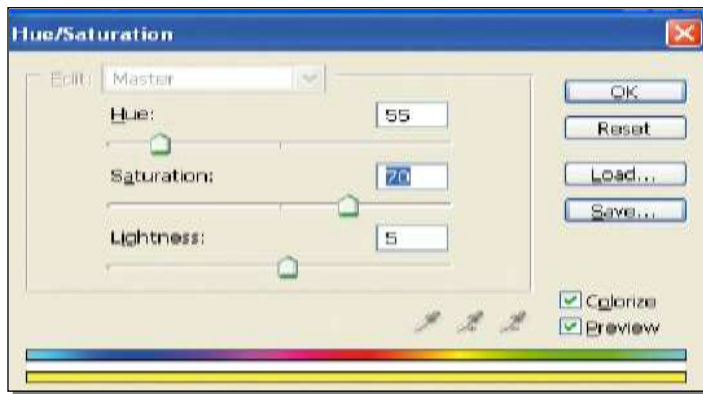 Hue/Saturation
Edit: Master
Hue: 55
Saturation: 70
Lightness: 5
OK
Reset
Load...
Save...
Colorize
Preview